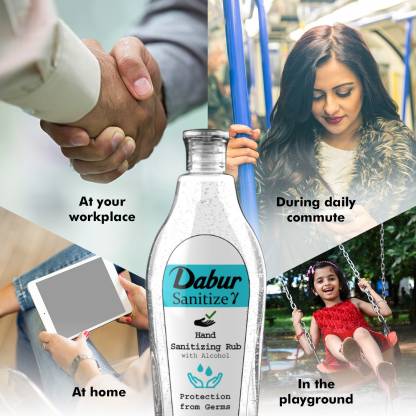 At your
workplace
During daily
commute
Dabur
Sanitize γ
Hand
Sanitizing Rub
with Alcohol
Protection
from Germs
At home
In the
playground